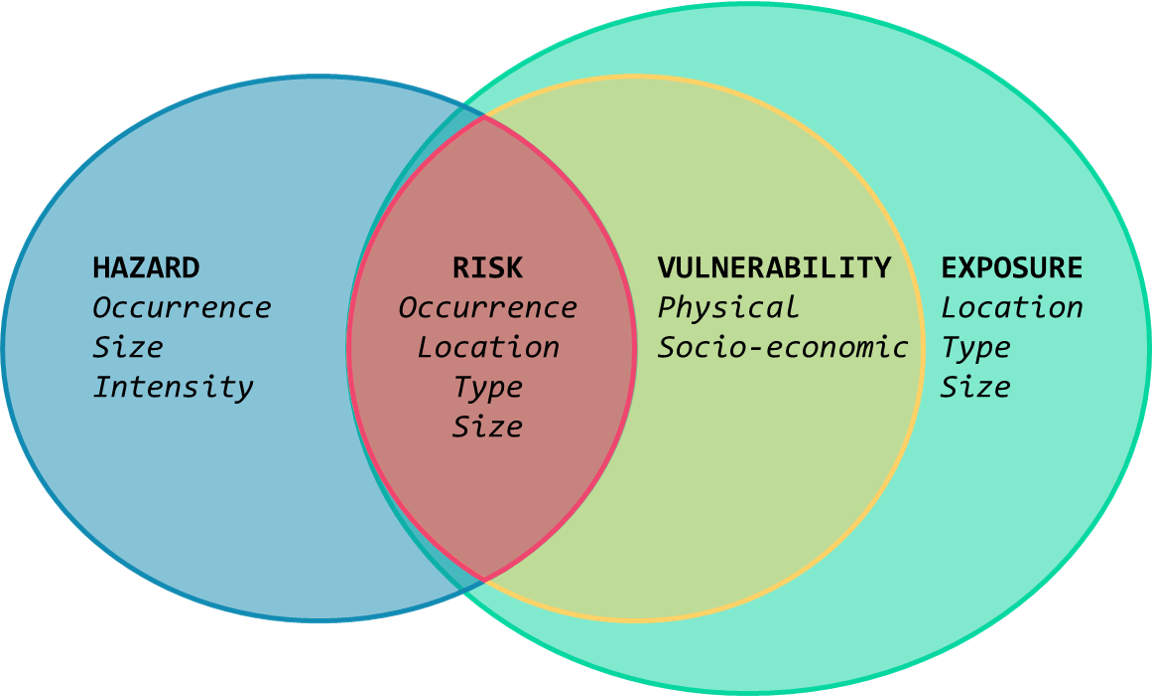 HAZARD
Occurrence
Size
Intensity
RISK
Occurrence
Location
Type
Size
VULNERABILITY
Physical
Socio-economic
EXPOSURE
Location
Type
Size